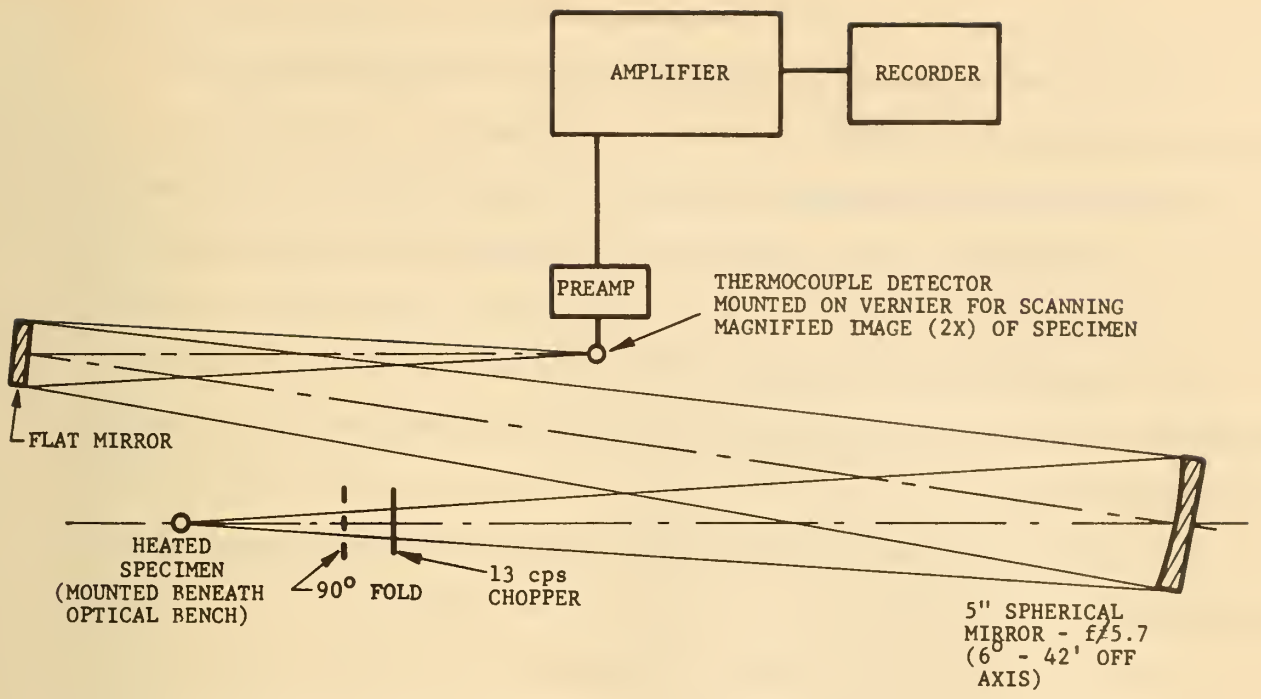 AMPLIFIER
RECORDER
PREAMP
THERMOCOUPLE DETECTOR
MOUNTED ON VERNIER FOR SCANNING
MAGNIFIED IMAGE (2X) OF SPECIMEN
FLAT MIRROR
HEATED
SPECIMEN
(MOUNTED BENEATH
OPTICAL BENCH)
90° FOLD
13 cps
CHOPPER
5" SPHERICAL
MIRROR - f/5.7
(6° - 42' OFF
AXIS)